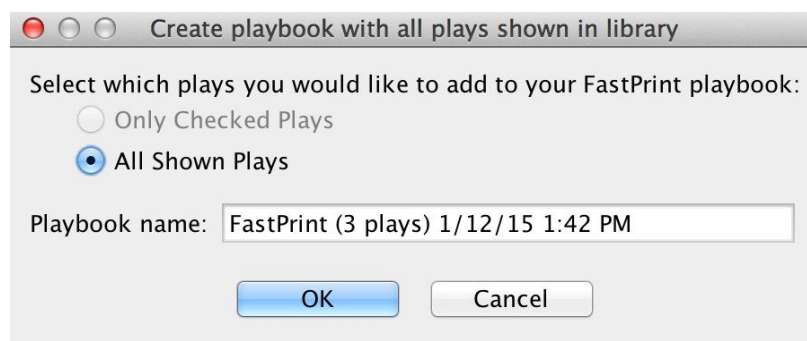 Create playbook with all plays shown in library
Select which plays you would like to add to your FastPrint playbook:
Only Checked Plays
All Shown Plays
Playbook name: FastPrint (3 plays) 1/12/15 1:42 PM
OK Cancel